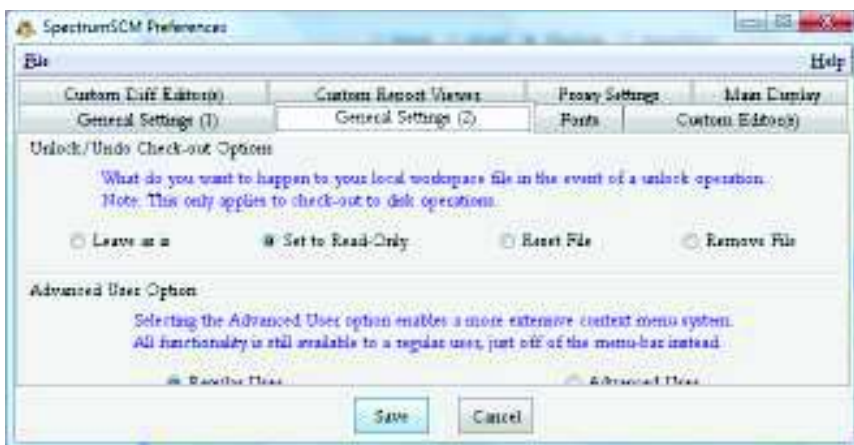 SpectrumSCM Preferences
File Help
Custom Diff Editor(s) Custom Report Viewer Proxy Settings Main Display
General Settings (1) General Settings (2) Fonts Custom Editor(s)
Unlock/Undo Check-out Options
What do you want to happen to your local workspace file in the event of a unlock operation.
Note: This only applies to check-out to disk operations.
Leave as is Set to Read-Only Reset File Remove File
Advanced User Option
Selecting the Advanced User option enables a more extensive context menu system.
All functionality is still available to a regular user, just off of the menu-bar instead.
Regular User Advanced User
Save Cancel